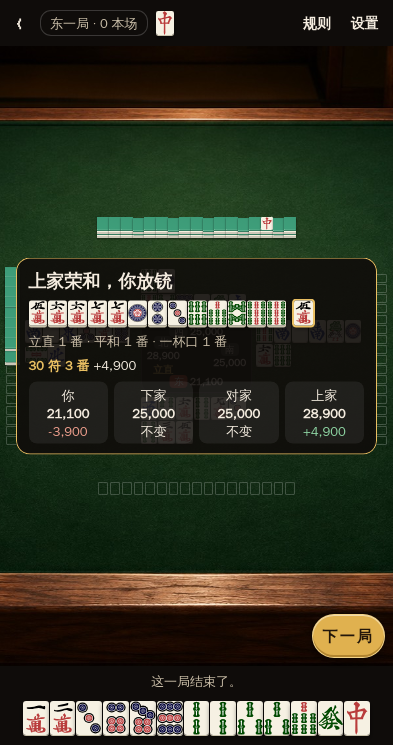 东一局 · 0 本场
中
规则
设置
中
上家荣和，你放铳
立直 1 番 · 平和 1 番 · 一杯口 1 番
30 符 3 番 +4,900
你
21,100
-3,900
下家
25,000
不变
对家
25,000
不变
上家
28,900
+4,900
下一局
这一局结束了。